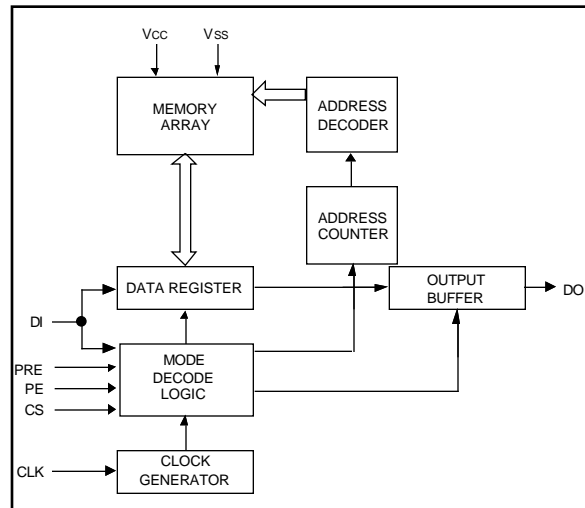 VCC
VSS
MEMORY
ARRAY
ADDRESS
DECODER
ADDRESS
COUNTER
DATA REGISTER
OUTPUT
BUFFER
DO
DI
MODE
DECODE
LOGIC
PRE
PE
CS
CLK
CLOCK
GENERATOR